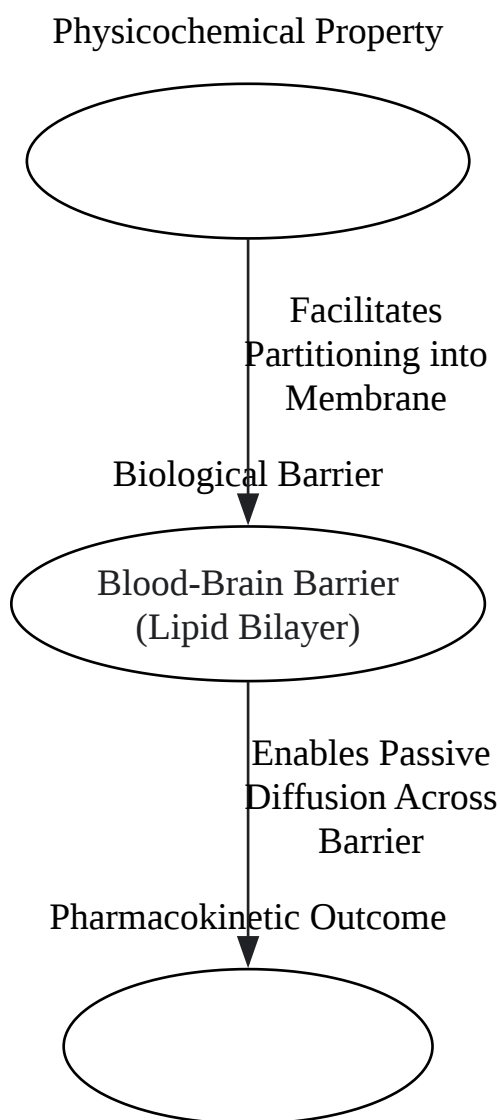 Physicochemical Property
Facilitates
Partitioning into
Membrane
Biological Barrier
Blood-Brain Barrier
(Lipid Bilayer)
Enables Passive
Diffusion Across
Barrier
Pharmacokinetic Outcome